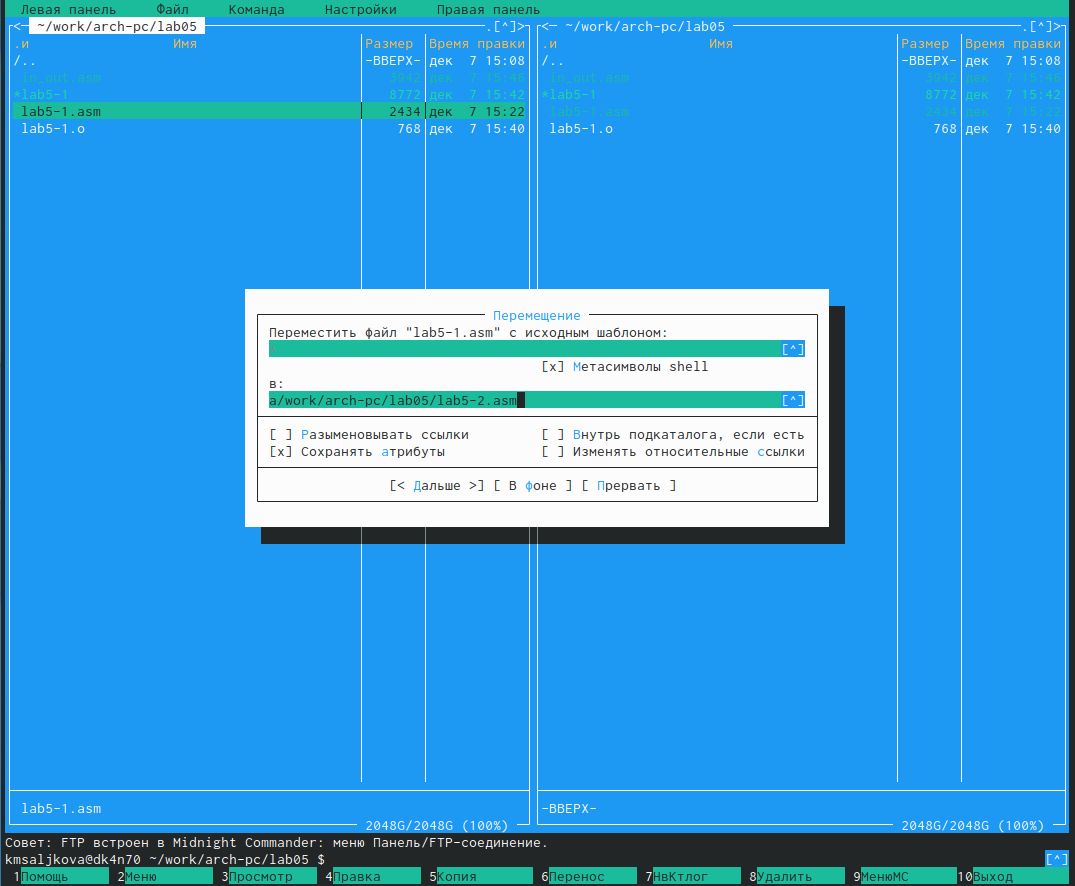 Левая панель Файл Команда Настройки Правая панель
<─ ~/work/arch-pc/lab05 ─.[^]> <─ ~/work/arch-pc/lab05 ─.[^]>
.и Имя Размер Время правки .и Имя Размер Время правки
/.. -ВВЕРХ- дек 7 15:08 /.. -ВВЕРХ- дек 7 15:08
in_out.asm 3942 дек 7 15:40 in_out.asm 3942 дек 7 15:40
*lab5-1 8772 дек 7 15:42 *lab5-1 8772 дек 7 15:42
lab5-1.asm 2434 дек 7 15:22 lab5-1.asm 2434 дек 7 15:22
lab5-1.o 768 дек 7 15:40 lab5-1.o 768 дек 7 15:40
Перемещение
Переместить файл "lab5-1.asm" с исходным шаблоном:
[^]
[x] Метасимволы shell
в:
a/work/arch-pc/lab05/lab5-2.asm [^]
[ ] Разыменовывать ссылки [ ] Внутрь подкаталога, если есть
[x] Сохранять атрибуты [ ] Изменять относительные ссылки
[< Дальше >] [ В фоне ] [ Прервать ]
lab5-1.asm -ВВЕРХ-
2048G/2048G (100%) 2048G/2048G (100%)
Совет: FTP встроен в Midnight Commander: меню Панель/FTP-соединение.
kmsaljkova@dk4n70 ~/work/arch-pc/lab05 $ [^]
1Помощь 2Меню 3Просмотр 4Правка 5Копия 6Перенос 7НвКтлог 8Удалить 9МенюМС 10Выход